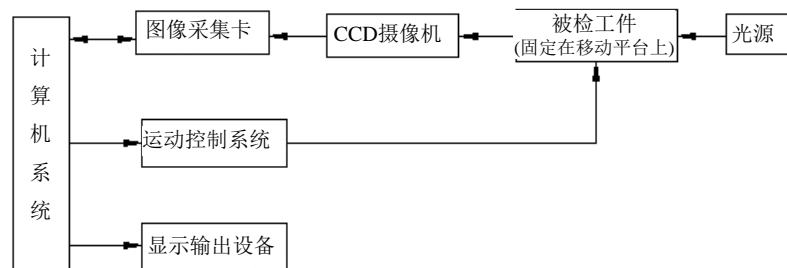 图像采集卡
CCD摄像机
被检工件
(固定在移动平台上)
光源
计算机系统
运动控制系统
显示输出设备